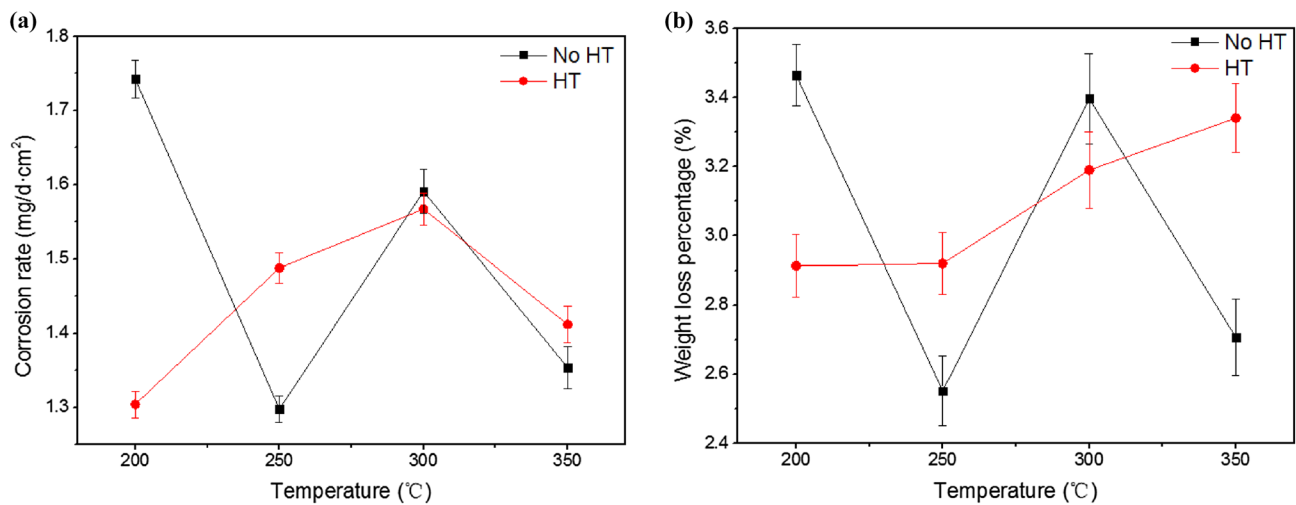 (a)
1.8
1.7
1.6
1.5
1.4
1.3
Corrosion rate (mg/d·cm²)
No HT
HT
200
250
300
350
Temperature (℃)
(b)
3.6
3.4
3.2
3.0
2.8
2.6
2.4
Weight loss percentage (%)
No HT
HT
200
250
300
350
Temperature (℃)